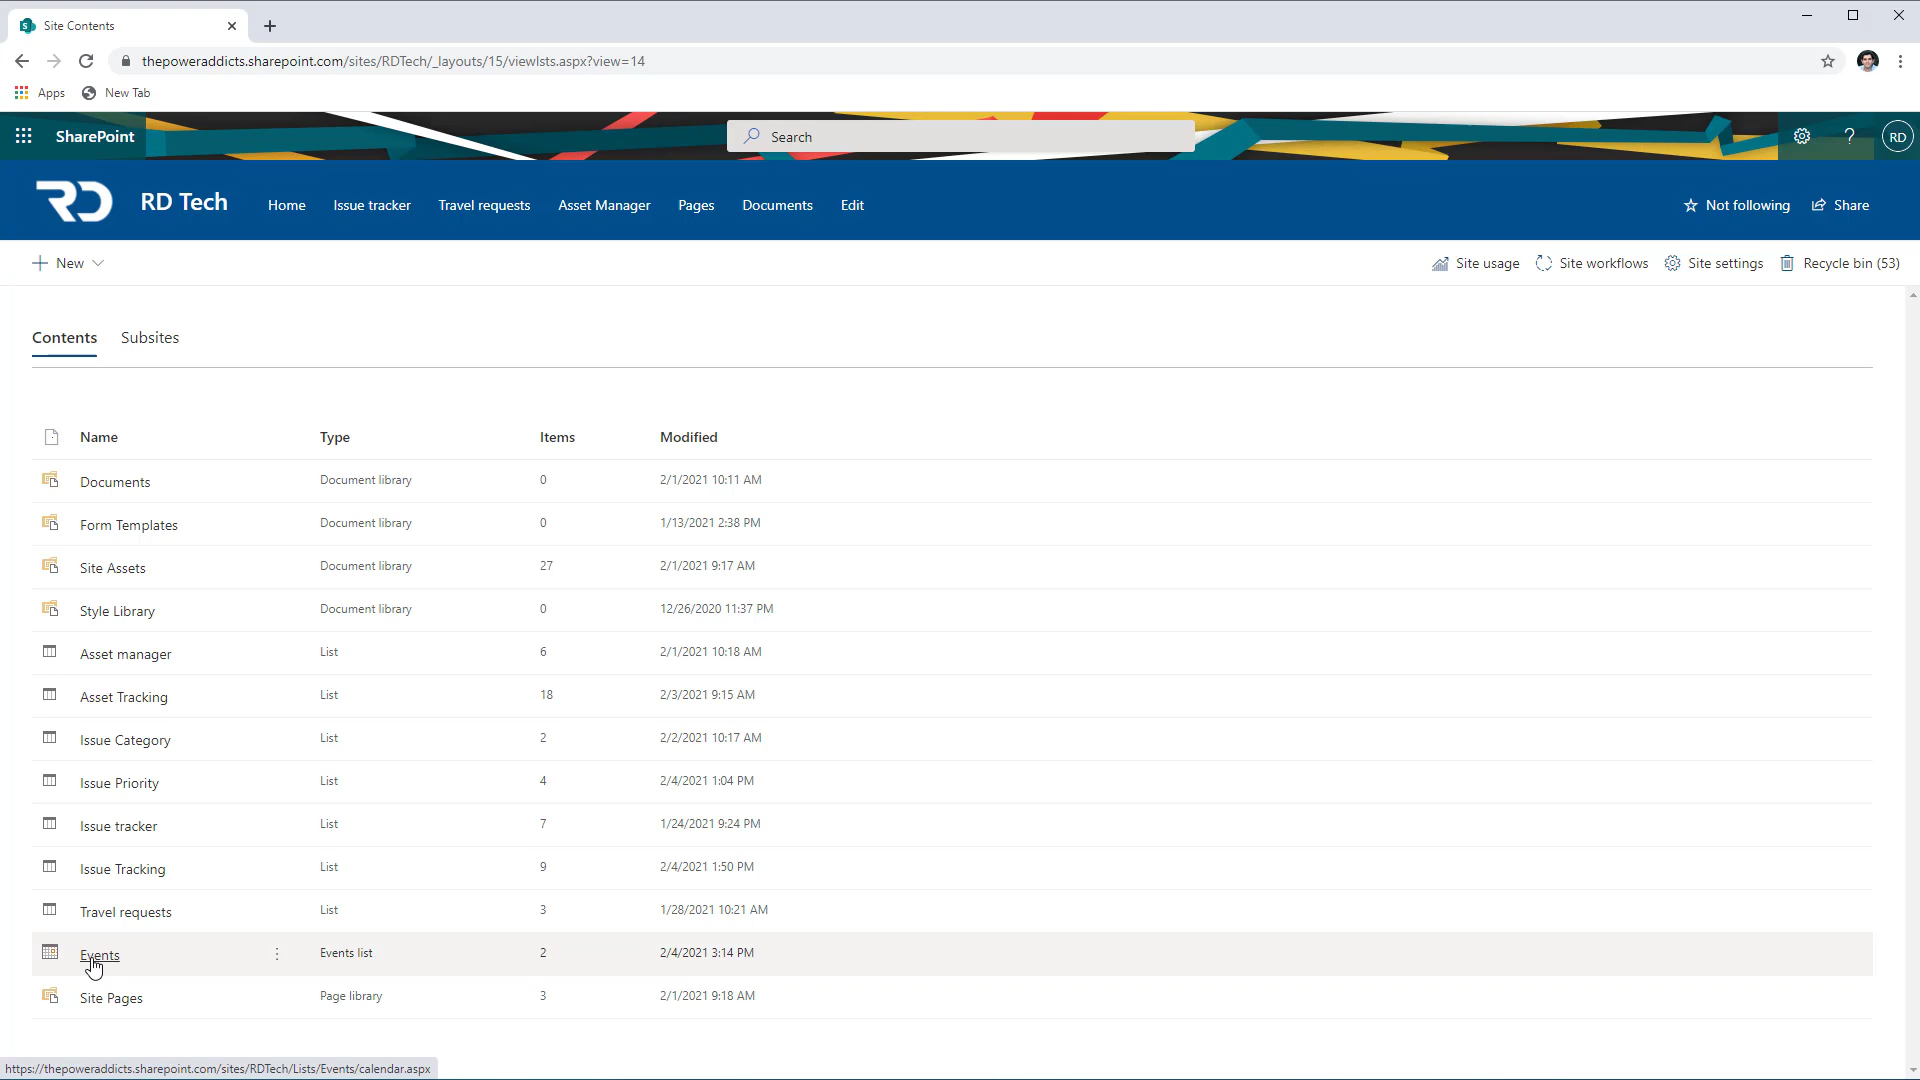 Site Contents
thepoweraddicts.sharepoint.com/sites/RDTech/_layouts/15/viewlsts.aspx?view=14
Apps
New Tab
SharePoint
Search
?
RD
RD
RD Tech
Home
Issue tracker
Travel requests
Asset Manager
Pages
Documents
Edit
Not following
Share
New
Site usage
Site workflows
Site settings
Recycle bin (53)
Contents
Subsites
Name Type Items Modified
Documents Document library 0 2/1/2021 10:11 AM
Form Templates Document library 0 1/13/2021 2:38 PM
Site Assets Document library 27 2/1/2021 9:17 AM
Style Library Document library 0 12/26/2020 11:37 PM
Asset manager List 6 2/1/2021 10:18 AM
Asset Tracking List 18 2/3/2021 9:15 AM
Issue Category List 2 2/2/2021 10:17 AM
Issue Priority List 4 2/4/2021 1:04 PM
Issue tracker List 7 1/24/2021 9:24 PM
Issue Tracking List 9 2/4/2021 1:50 PM
Travel requests List 3 1/28/2021 10:21 AM
Events Events list 2 2/4/2021 3:14 PM
Site Pages Page library 3 2/1/2021 9:18 AM
https://thepoweraddicts.sharepoint.com/sites/RDTech/Lists/Events/calendar.aspx